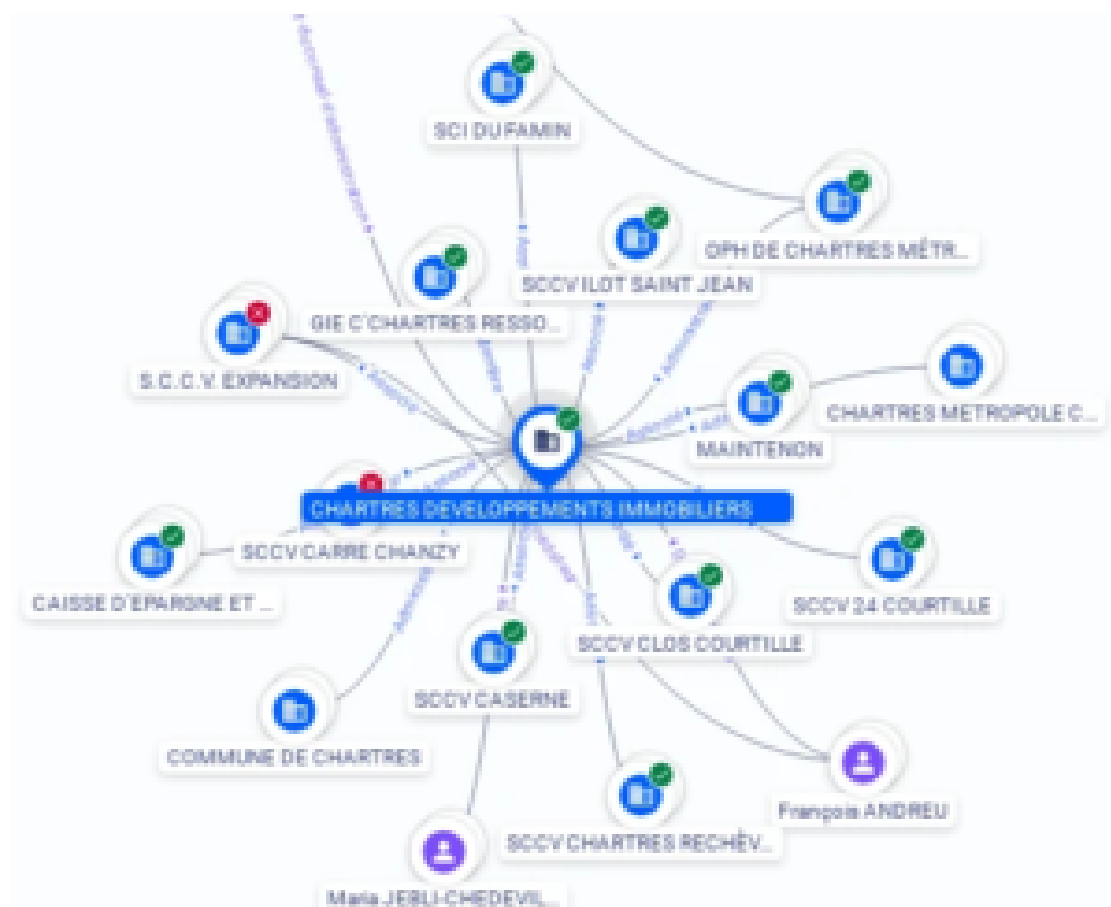 SCI DU FAMIN
OPH DE CHARTRES MÉTR...
SCCV ILOT SAINT JEAN
GIE C'CHARTRES RESSO...
S.C.C.V. EXPANSION
CHARTRES METROPOLE C...
MAINTENON
CHARTRES DEVELOPPEMENTS IMMOBILIERS
SCCV CARRE CHANZY
CAISSE D'EPARGNE ET ...
SCCV 24 COURTILLE
SCCV CLOS COURTILLE
SCCV CASERNE
COMMUNE DE CHARTRES
François ANDREU
SCCV CHARTRES RECHÈV...
Maria JEBLI-CHEDEVIL...